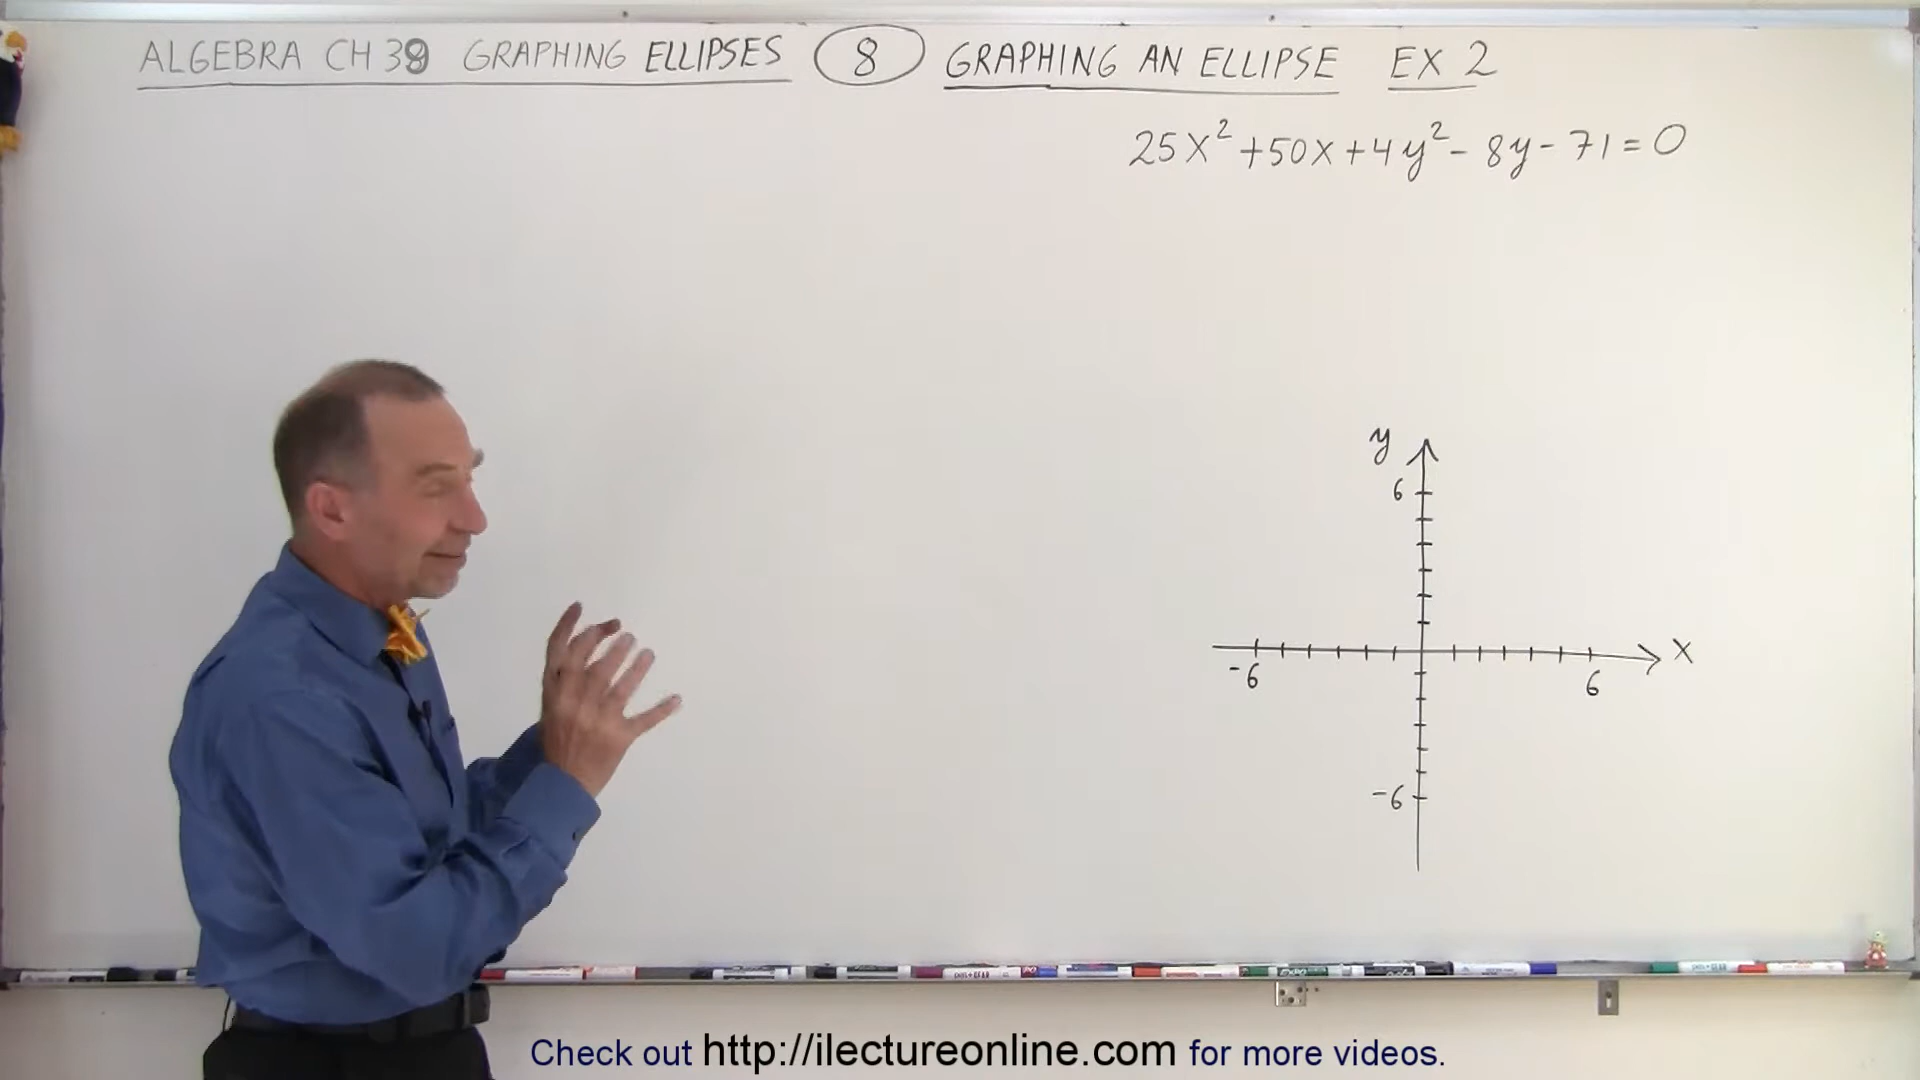 ALGEBRA CH 39 GRAPHING ELLIPSES 8 GRAPHING AN ELLIPSE EX 2
25x² + 50x + 4y² - 8y - 71 = 0
y
6
-6 6 x
-6
EXPO
Check out http://ilectureonline.com for more videos.